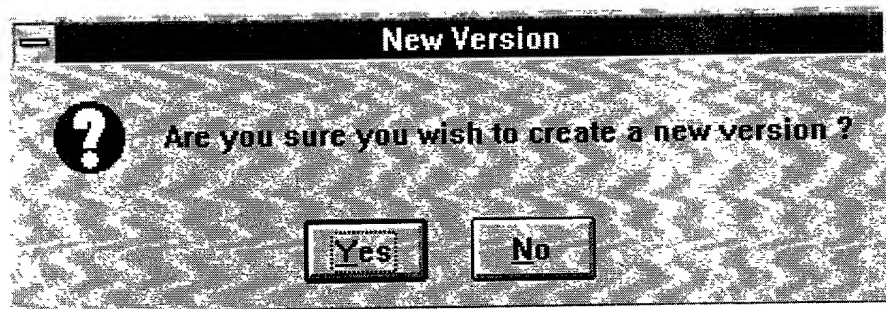 New Version
Are you sure you wish to create a new version ?
Yes
No